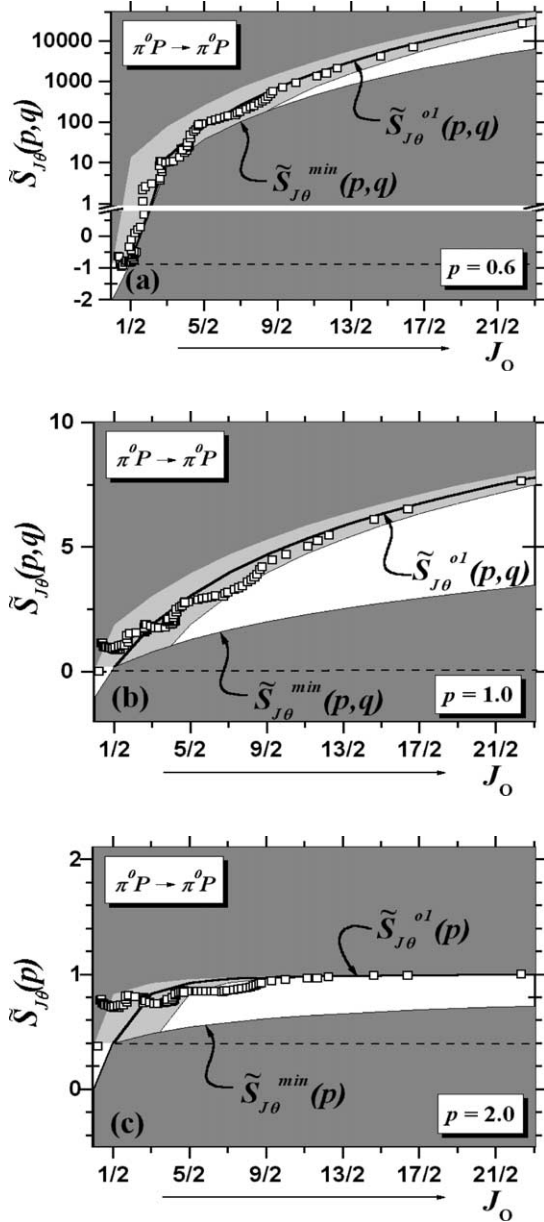 π⁰P → π⁰P
S̃_Jθ(p,q)
10000
1000
100
10
1
0
-1
-2
S̃_Jθ^o1(p,q)
S̃_Jθ^min(p,q)
(a)
p = 0.6
1/2 5/2 9/2 13/2 17/2 21/2
J_O
π⁰P → π⁰P
S̃_Jθ(p,q)
10
5
0
S̃_Jθ^o1(p,q)
S̃_Jθ^min(p,q)
(b)
p = 1.0
1/2 5/2 9/2 13/2 17/2 21/2
J_O
π⁰P → π⁰P
S̃_Jθ(p)
2
1
0
S̃_Jθ^o1(p)
S̃_Jθ^min(p)
(c)
p = 2.0
1/2 5/2 9/2 13/2 17/2 21/2
J_O